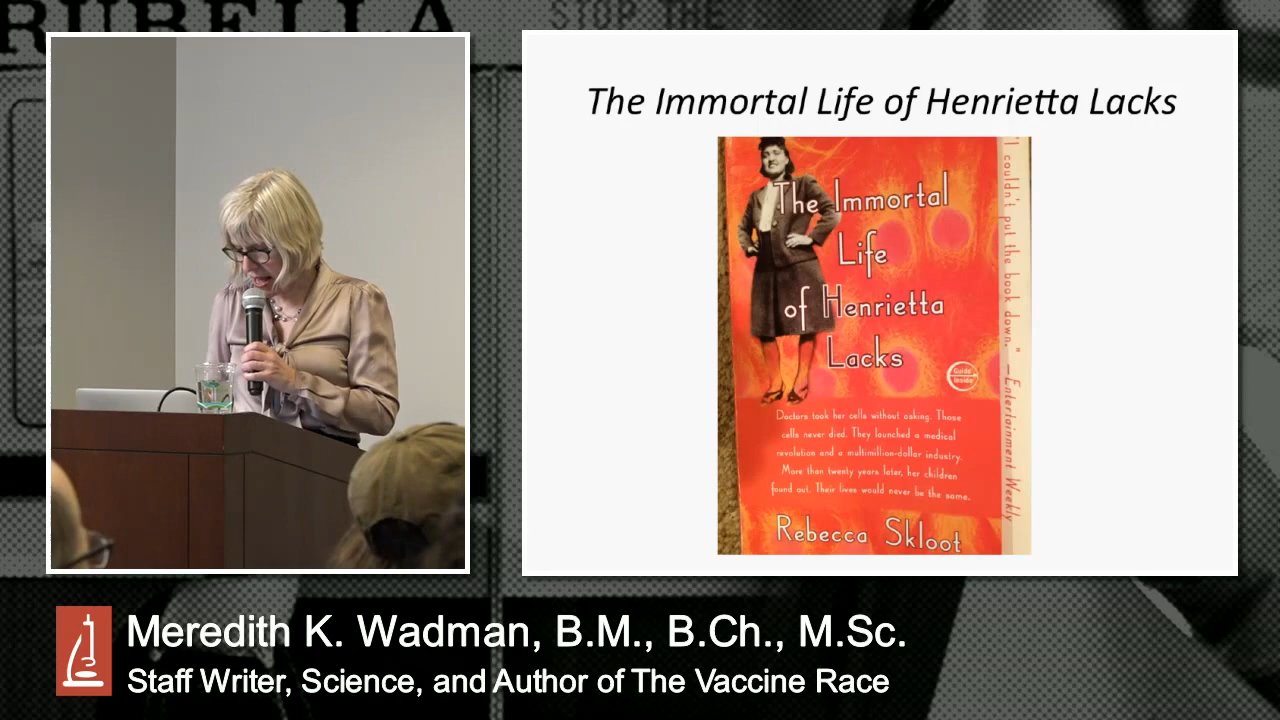 RUBELLA
STOP THE
The Immortal Life of Henrietta Lacks
The Immortal
Life
of Henrietta
Lacks
Guide
Inside
Doctors took her cells without asking. Those
cells never died. They launched a medical
revolution and a multimillion-dollar industry.
More than twenty years later, her children
found out. Their lives would never be the same.
Rebecca Skloot
"I couldn't put the book down." —Entertainment Weekly
Meredith K. Wadman, B.M., B.Ch., M.Sc.
Staff Writer, Science, and Author of The Vaccine Race